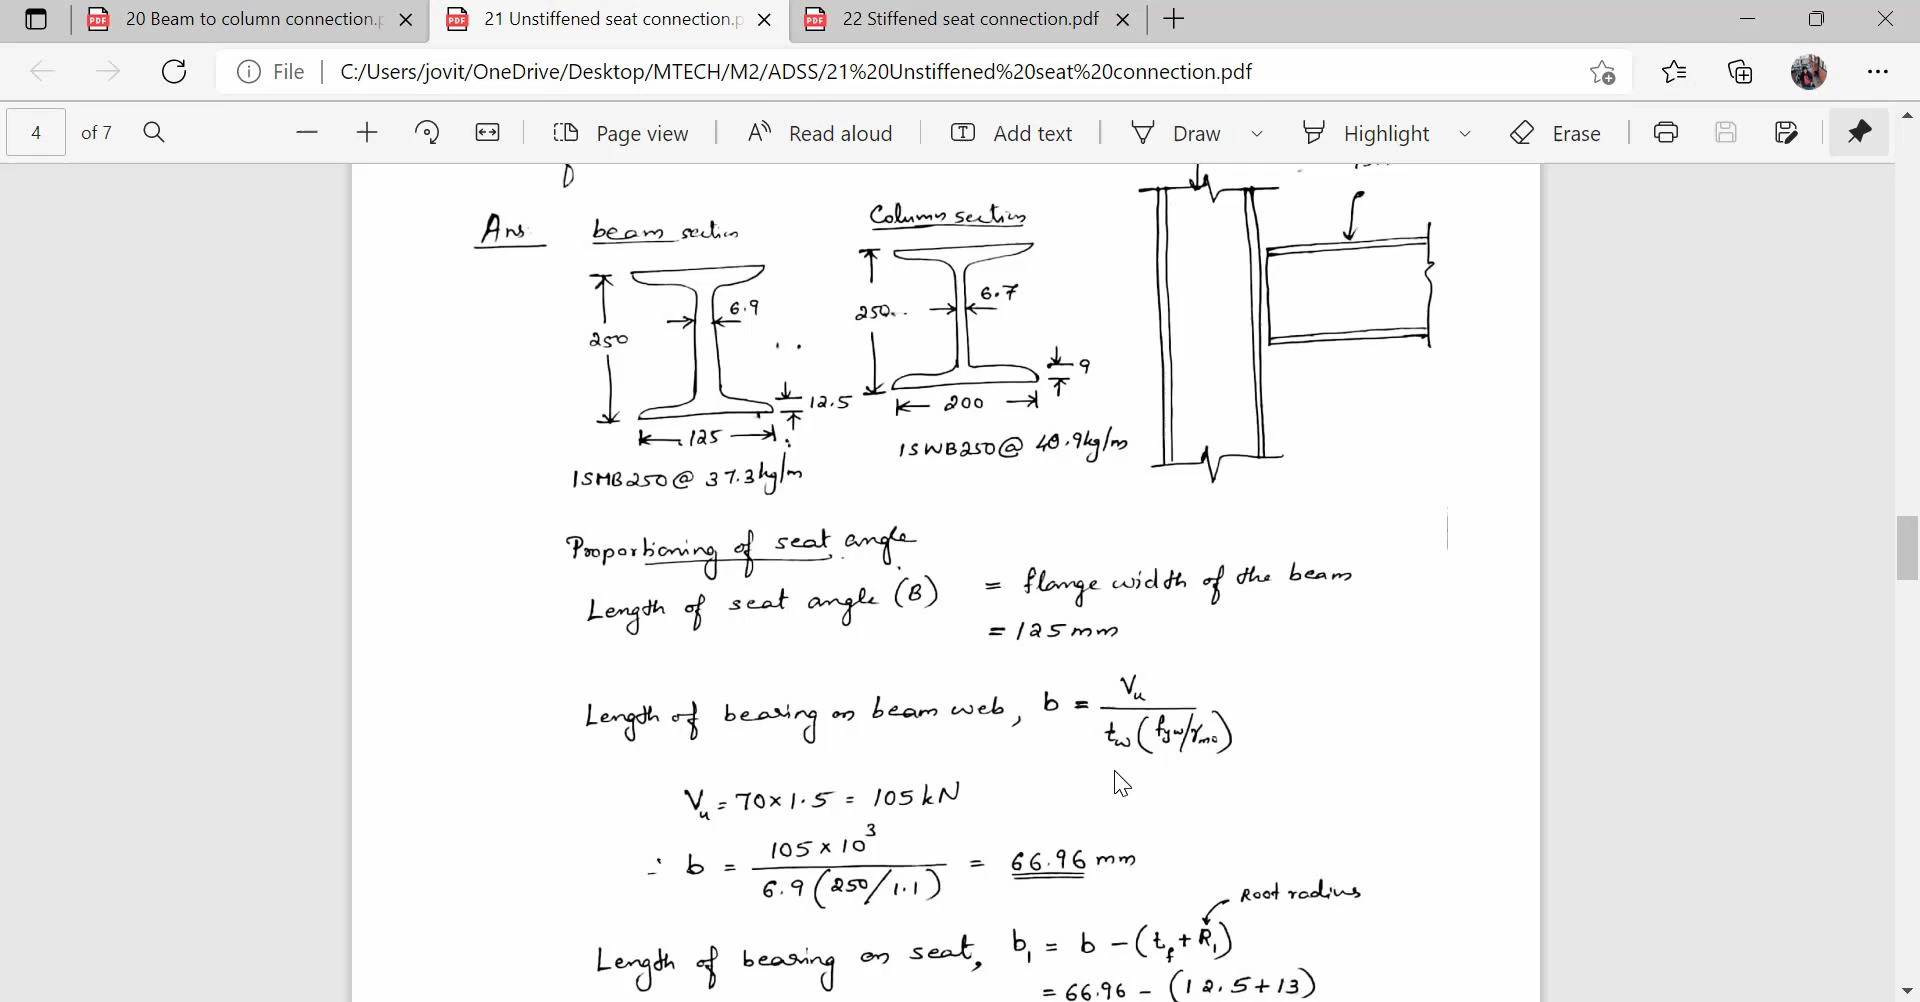 20 Beam to column connection.p
21 Unstiffened seat connection.p
22 Stiffened seat connection.pdf
File
C:/Users/jovit/OneDrive/Desktop/MTECH/M2/ADSS/21%20Unstiffened%20seat%20connection.pdf
4 of 7
Page view
A Read aloud
T Add text
Draw
Highlight
Erase
Ans
beam section
Column section
6.9
250
12.5
125
ISMB250@ 37.3kg/m
6.7
250
9
200
ISWB250@ 40.9kg/m
Proportioning of seat angle
Length of seat angle (B) = flange width of the beam
= 125mm
Length of bearing on beam web, b = Vu / tw (fyw/γmo)
Vu = 70×1.5 = 105 kN
∴ b = 105×10³ / 6.9 (250/1.1) = 66.96 mm
Root radius
Length of bearing on seat, b1 = b - (tf + R1)
= 66.96 - (12.5+13)